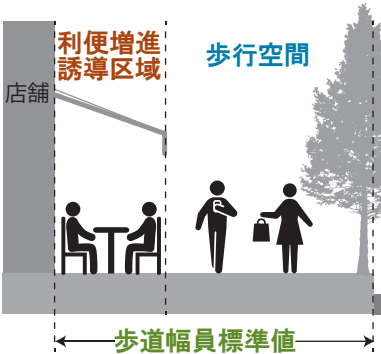 利便増進
誘導区域
歩行空間
店舗
歩道幅員標準値